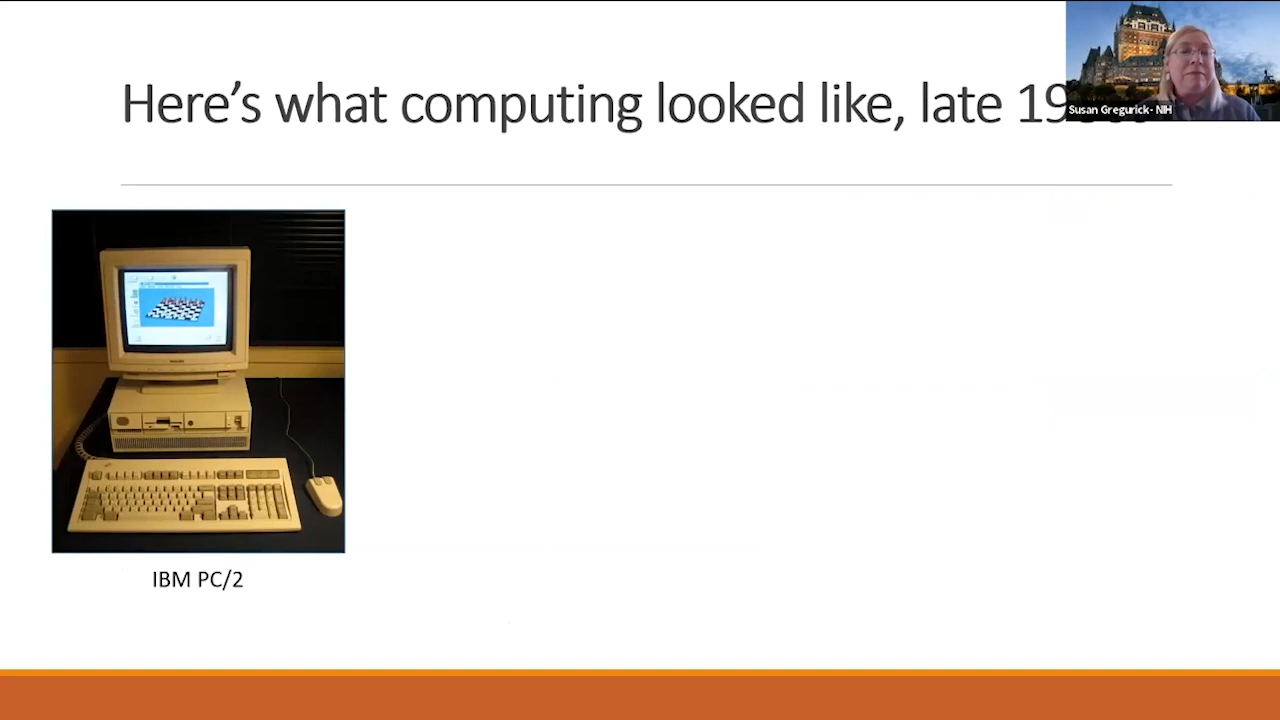 Here’s what computing looked like, late 19
Susan Gregurick- NIH
IBM PC/2